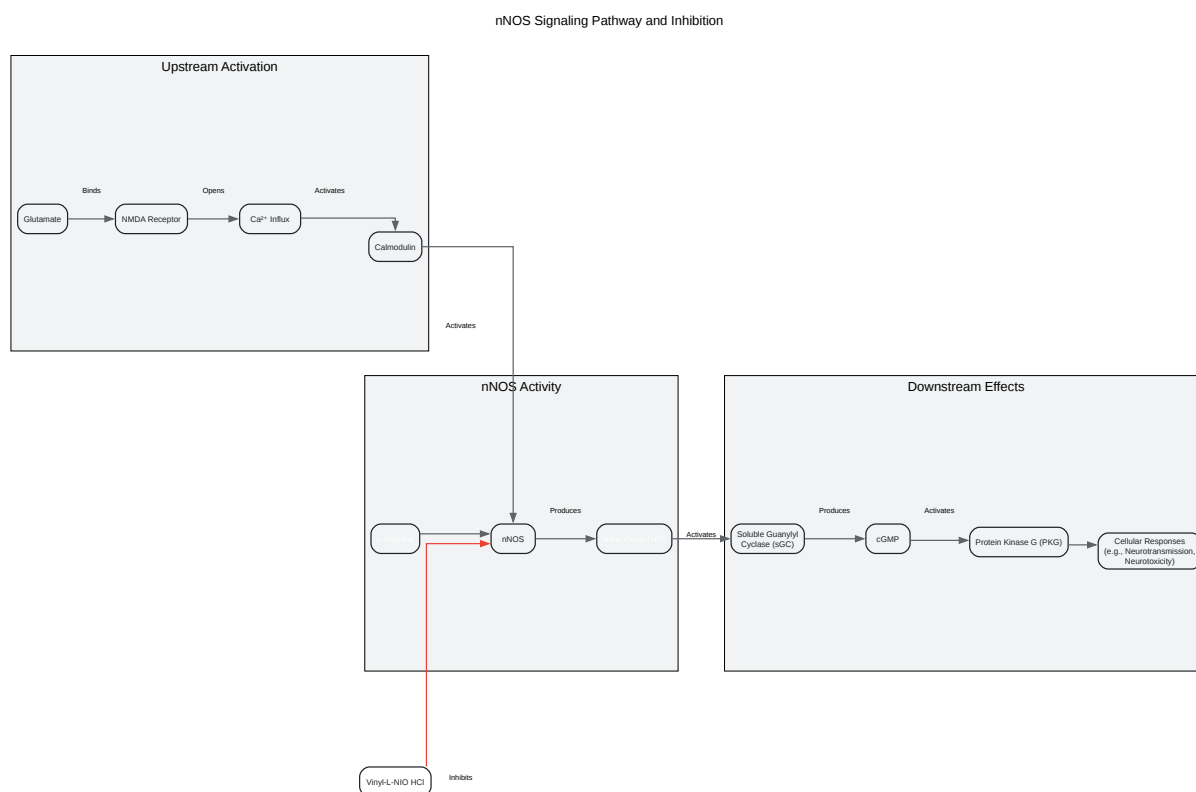 nNOS Signaling Pathway and Inhibition
Upstream Activation
Binds
Opens
Activates
Glutamate
NMDA Receptor
Ca²⁺ Influx
Calmodulin
Activates
nNOS Activity
Downstream Effects
Produces
Activates
Produces
Activates
nNOS
Soluble Guanylyl
Cyclase (sGC)
cGMP
Protein Kinase G (PKG)
Cellular Responses
(e.g., Neurotransmission,
Neurotoxicity)
Vinyl-L-NIO HCl
Inhibits